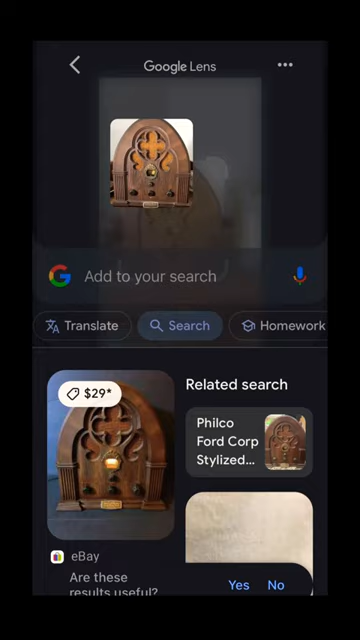 Google Lens
Add to your search
Translate
Search
Homework
$29*
Related search
Philco
Ford Corp
Stylized...
eBay
Are these
results useful?
Yes
No